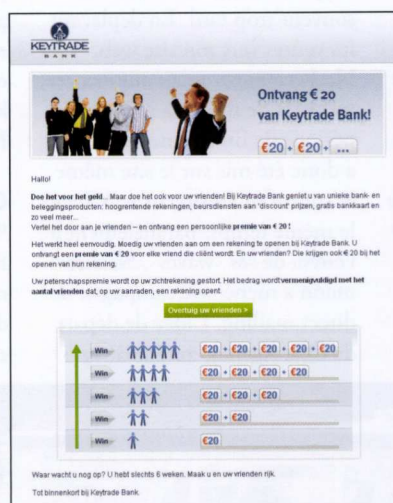 KEYTRADE
BANK
Ontvang € 20
van Keytrade Bank!
€20 + €20 + ...
Hallo!
Doe het voor het geld... Maar doe het ook voor uw vrienden! Bij Keytrade Bank geniet u van unieke bank- en
beleggingsproducten: hoogrentende rekeningen, beursdiensten aan 'discount' prijzen, gratis bankkaart en
zo veel meer...
Vertel het door aan je vrienden – en ontvang een persoonlijke premie van € 20 !
Het werkt heel eenvoudig. Moedig uw vrienden aan om een rekening te openen bij Keytrade Bank. U
ontvangt een premie van € 20 voor elke vriend die cliënt wordt. En uw vrienden? Die krijgen ook € 20 bij het
openen van hun rekening.
Uw peterschapspremie wordt op uw zichtrekening gestort. Het bedrag wordt vermenigvuldigd met het
aantal vrienden dat, op uw aanraden, een rekening opent.
Overtuig uw vrienden >
Win €20 + €20 + €20 + €20 + €20
Win €20 + €20 + €20 + €20
Win €20 + €20 + €20
Win €20 + €20
Win €20
Waar wacht u nog op? U hebt slechts 6 weken. Maak u en uw vrienden rijk.
Tot binnenkort bij Keytrade Bank.